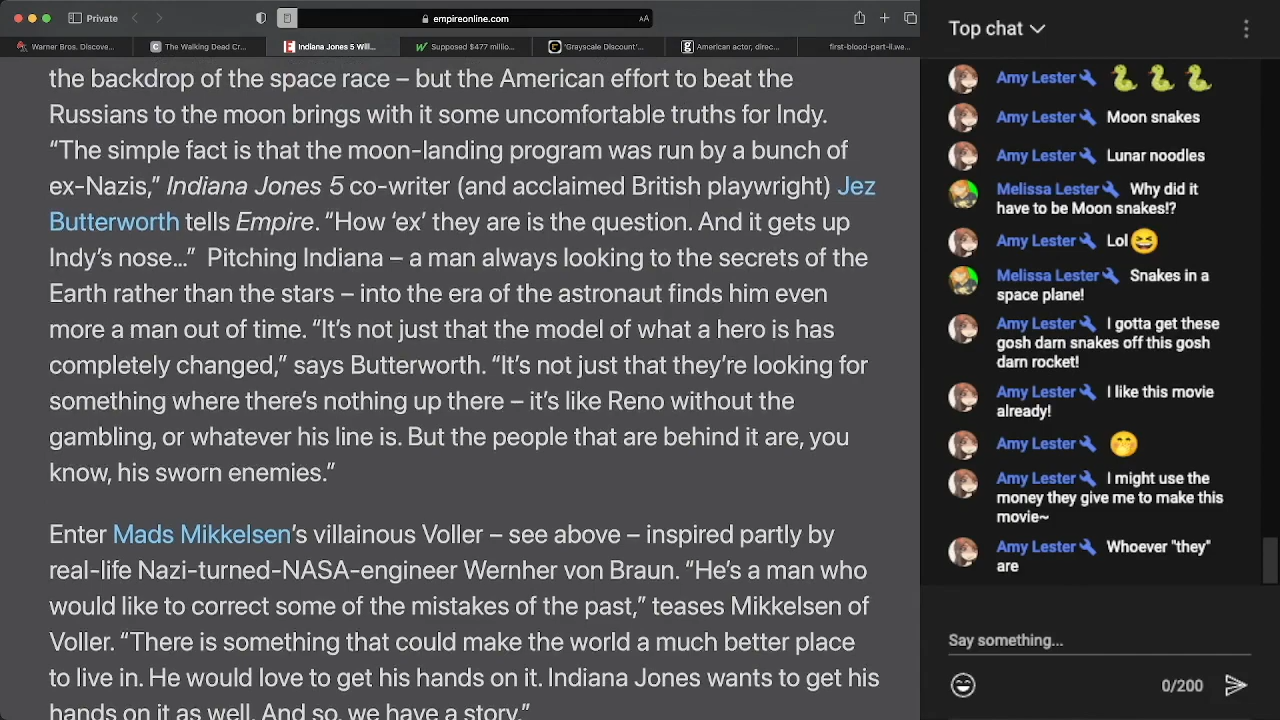 Private
empireonline.com
AA
Warner Bros. Discove...
The Walking Dead Cr...
Indiana Jones 5 Will...
Supposed $477 millio...
'Grayscale Discount'...
American actor, direc...
first-blood-part-ll.we...
the backdrop of the space race – but the American effort to beat the
Russians to the moon brings with it some uncomfortable truths for Indy.
“The simple fact is that the moon-landing program was run by a bunch of
ex-Nazis,” Indiana Jones 5 co-writer (and acclaimed British playwright) Jez
Butterworth tells Empire. “How ‘ex’ they are is the question. And it gets up
Indy’s nose…”  Pitching Indiana – a man always looking to the secrets of the
Earth rather than the stars – into the era of the astronaut finds him even
more a man out of time. “It’s not just that the model of what a hero is has
completely changed,” says Butterworth. “It’s not just that they’re looking for
something where there’s nothing up there – it’s like Reno without the
gambling, or whatever his line is. But the people that are behind it are, you
know, his sworn enemies.”
Enter Mads Mikkelsen’s villainous Voller – see above – inspired partly by
real-life Nazi-turned-NASA-engineer Wernher von Braun. “He’s a man who
would like to correct some of the mistakes of the past,” teases Mikkelsen of
Voller. “There is something that could make the world a much better place
to live in. He would love to get his hands on it. Indiana Jones wants to get his
hands on it as well. And so, we have a story.”
Top chat
Amy Lester 🐍 🐍 🐍
Amy Lester Moon snakes
Amy Lester Lunar noodles
Melissa Lester Why did it
have to be Moon snakes!?
Amy Lester Lol 😆
Melissa Lester Snakes in a
space plane!
Amy Lester I gotta get these
gosh darn snakes off this gosh
darn rocket!
Amy Lester I like this movie
already!
Amy Lester 🤭
Amy Lester I might use the
money they give me to make this
movie~
Amy Lester Whoever "they"
are
Say something...
0/200